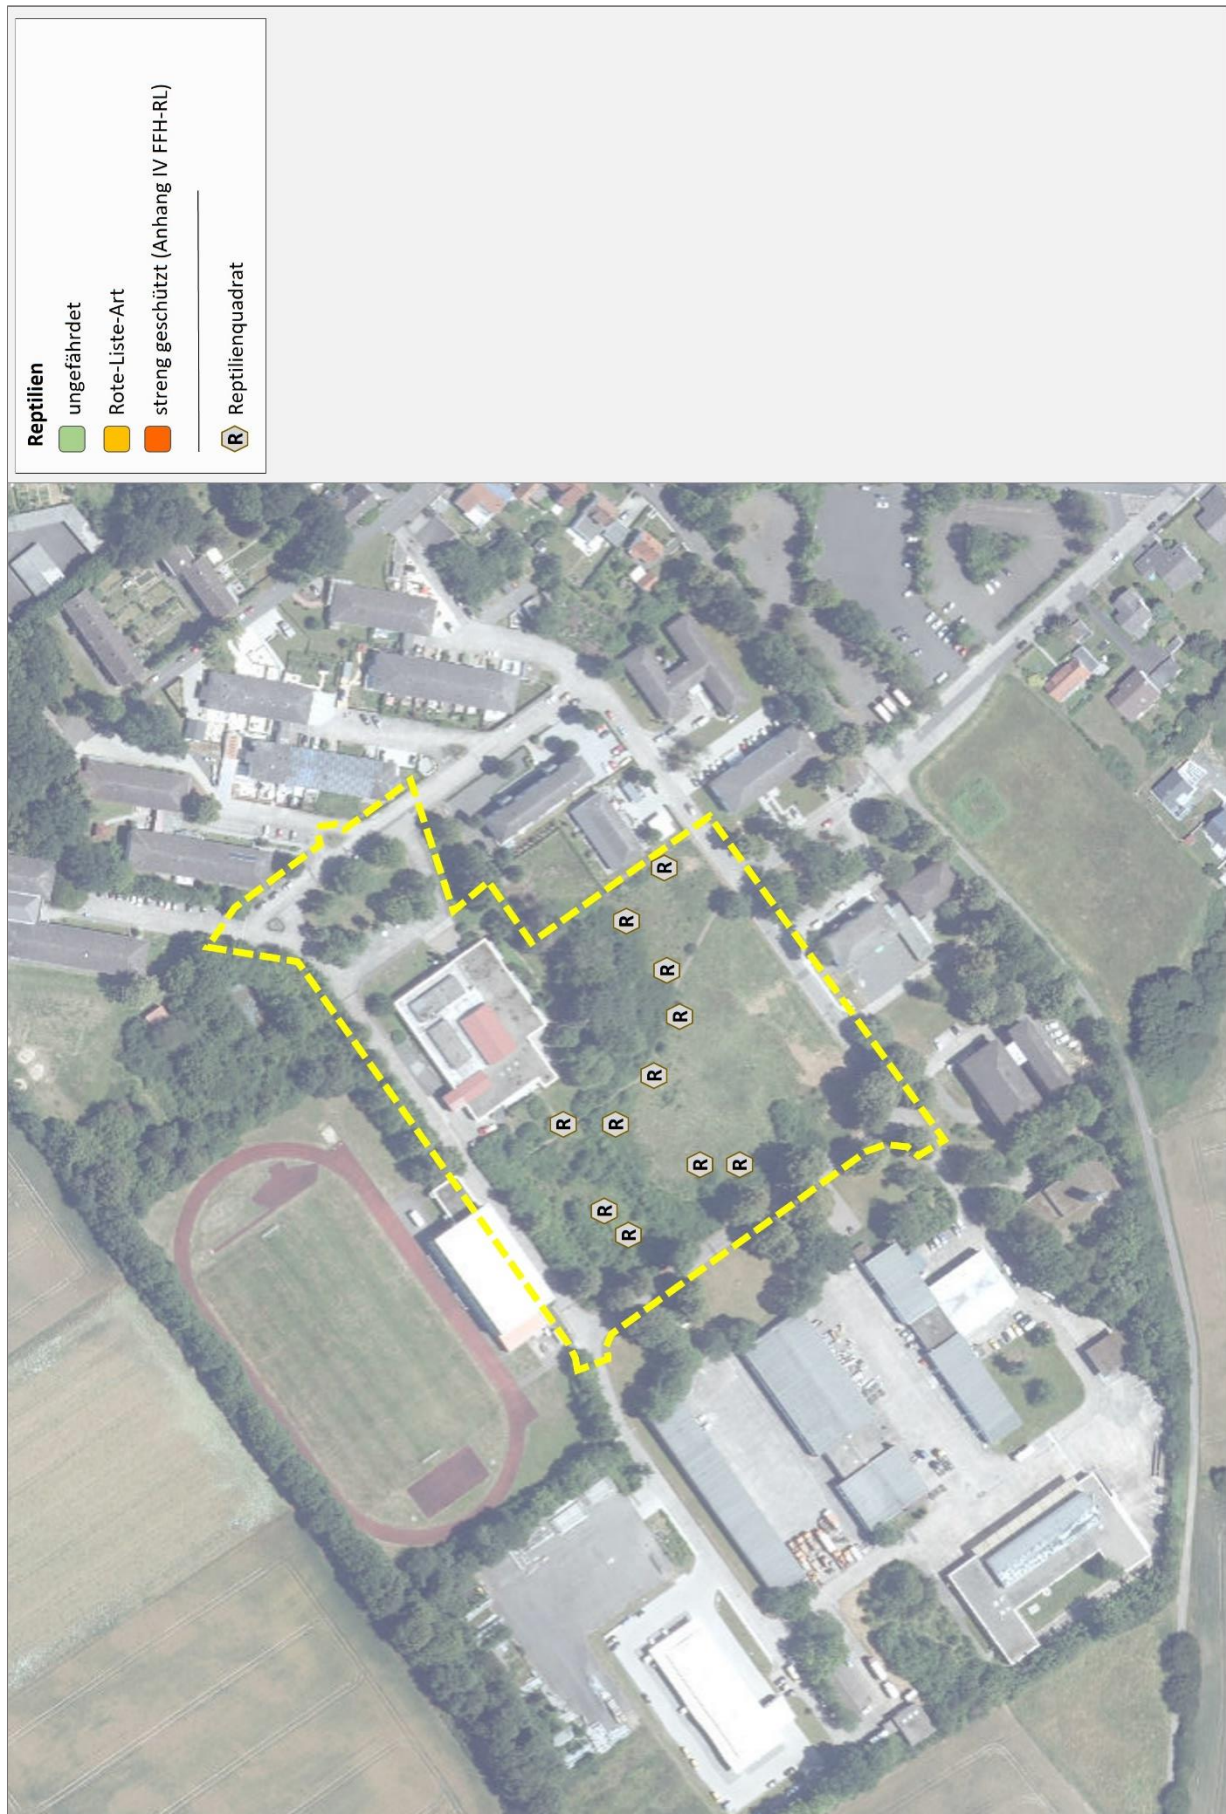 Reptilien
ungefährdet
Rote-Liste-Art
streng geschützt (Anhang IV FFH-RL)
R Reptilienquadrat
R
R
R
R
R
R
R
R
R
R
R